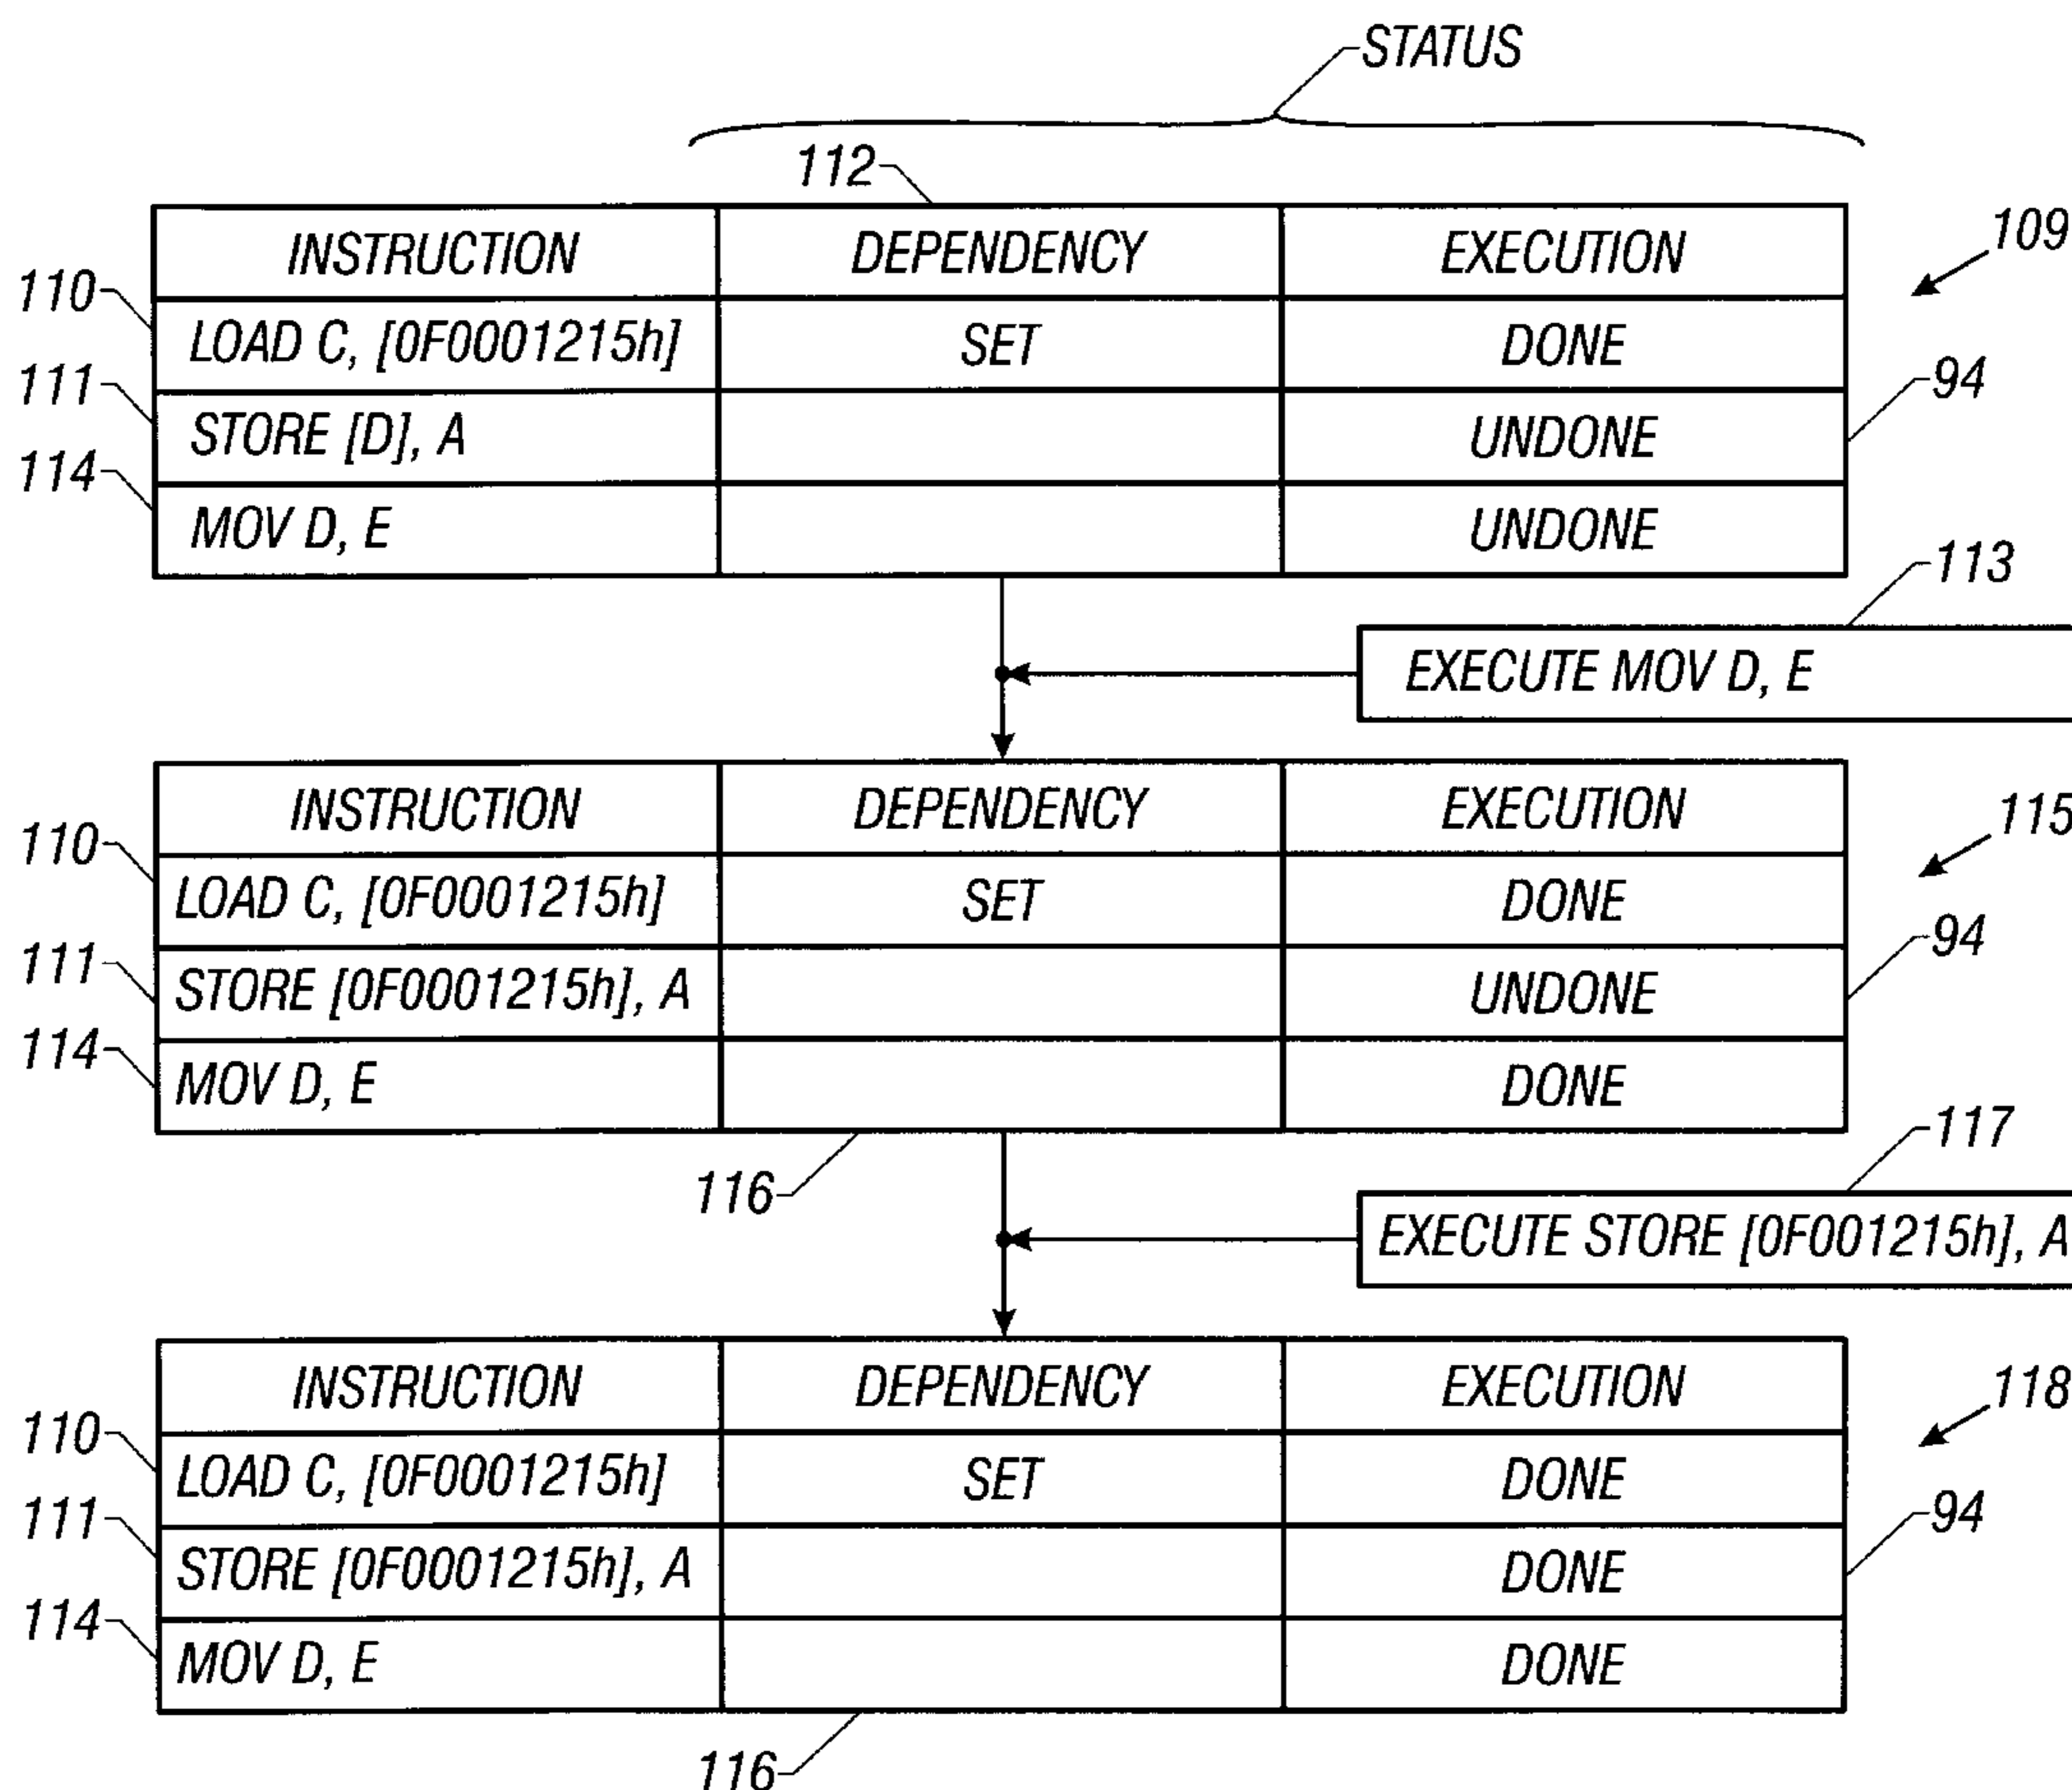 STATUS
112
INSTRUCTION DEPENDENCY EXECUTION
109
110
LOAD C, [0F0001215h] SET DONE
111
STORE [D], A UNDONE
94
114
MOV D, E UNDONE
113
EXECUTE MOV D, E
INSTRUCTION DEPENDENCY EXECUTION
115
110
LOAD C, [0F0001215h] SET DONE
111
STORE [0F0001215h], A UNDONE
94
114
MOV D, E DONE
116
117
EXECUTE STORE [0F001215h], A
INSTRUCTION DEPENDENCY EXECUTION
118
110
LOAD C, [0F0001215h] SET DONE
111
STORE [0F0001215h], A DONE
94
114
MOV D, E DONE
116